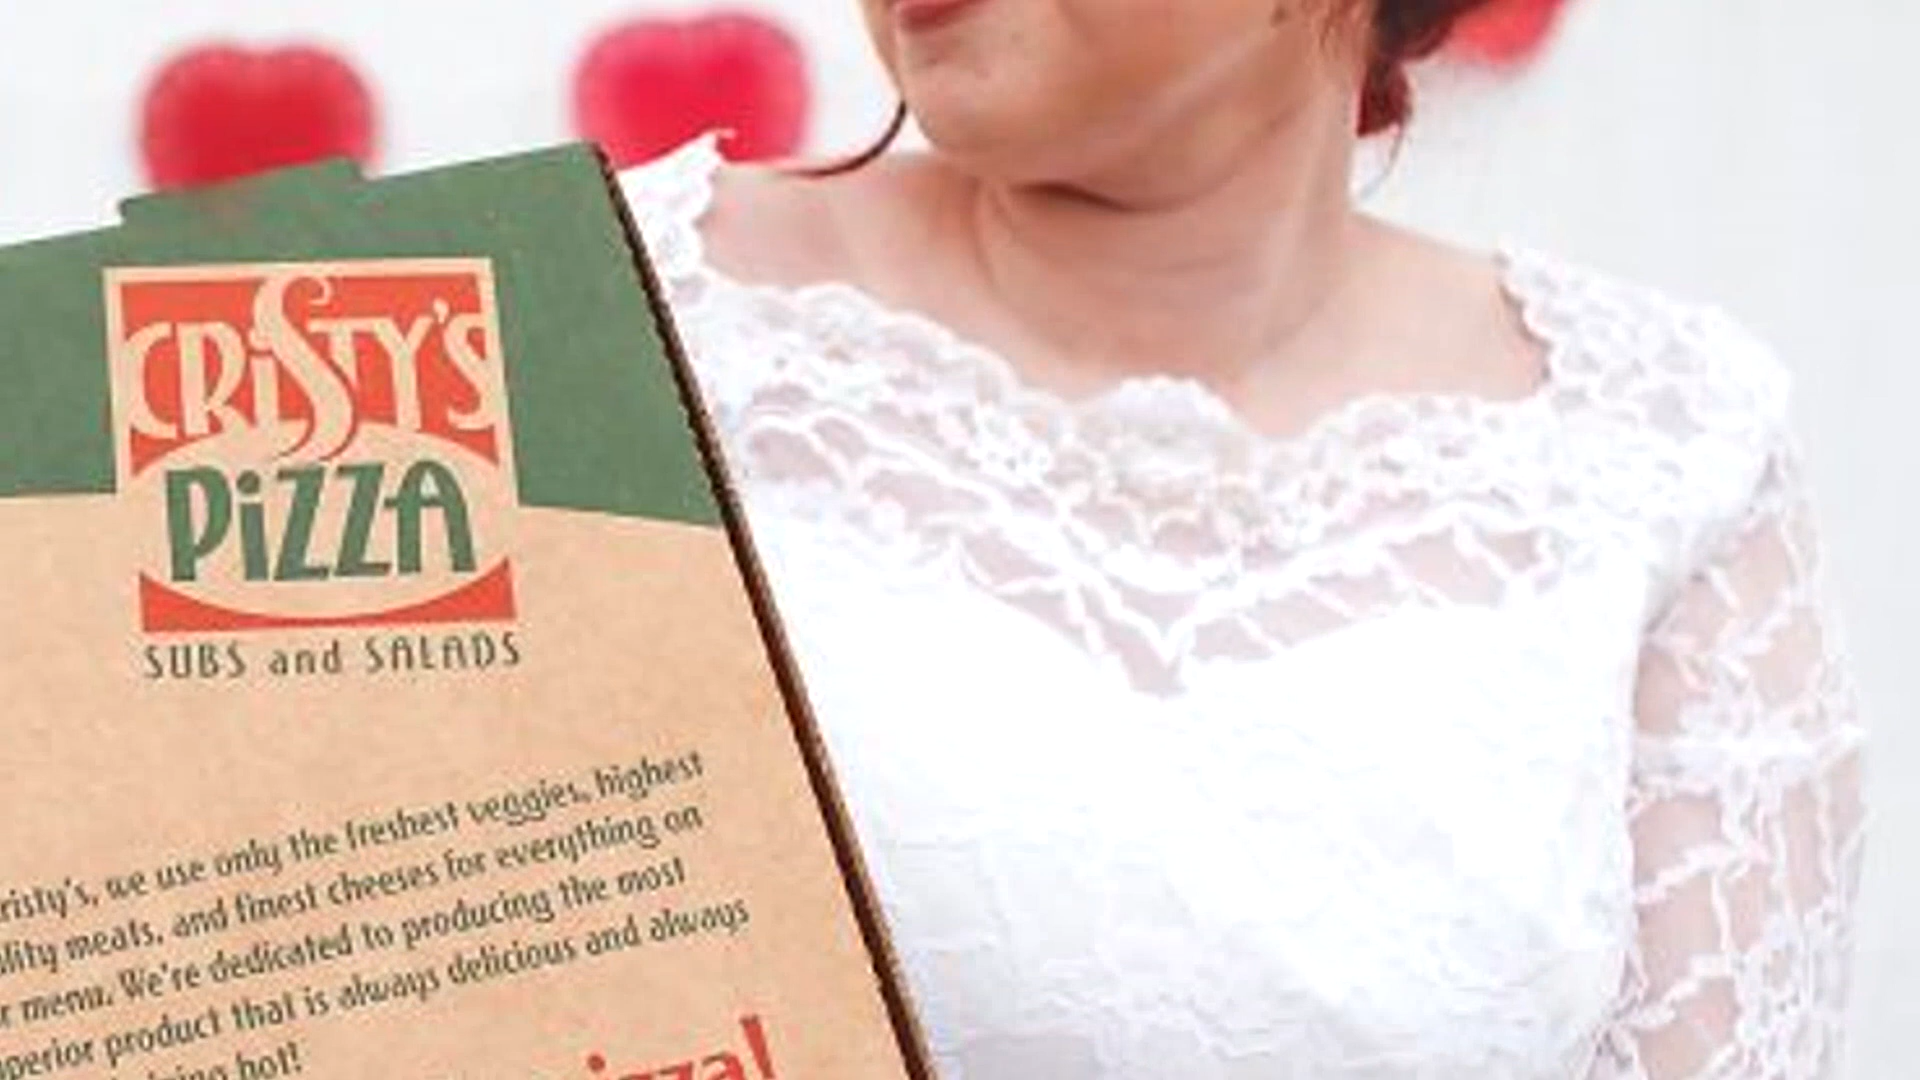 CRiSTY'S
PiZZA
SUBS and SALADS
risty's, we use only the freshest veggies, highest
lity meats, and finest cheeses for everything on
r menu. We're dedicated to producing the most
perior product that is always delicious and always
hot!
izza!